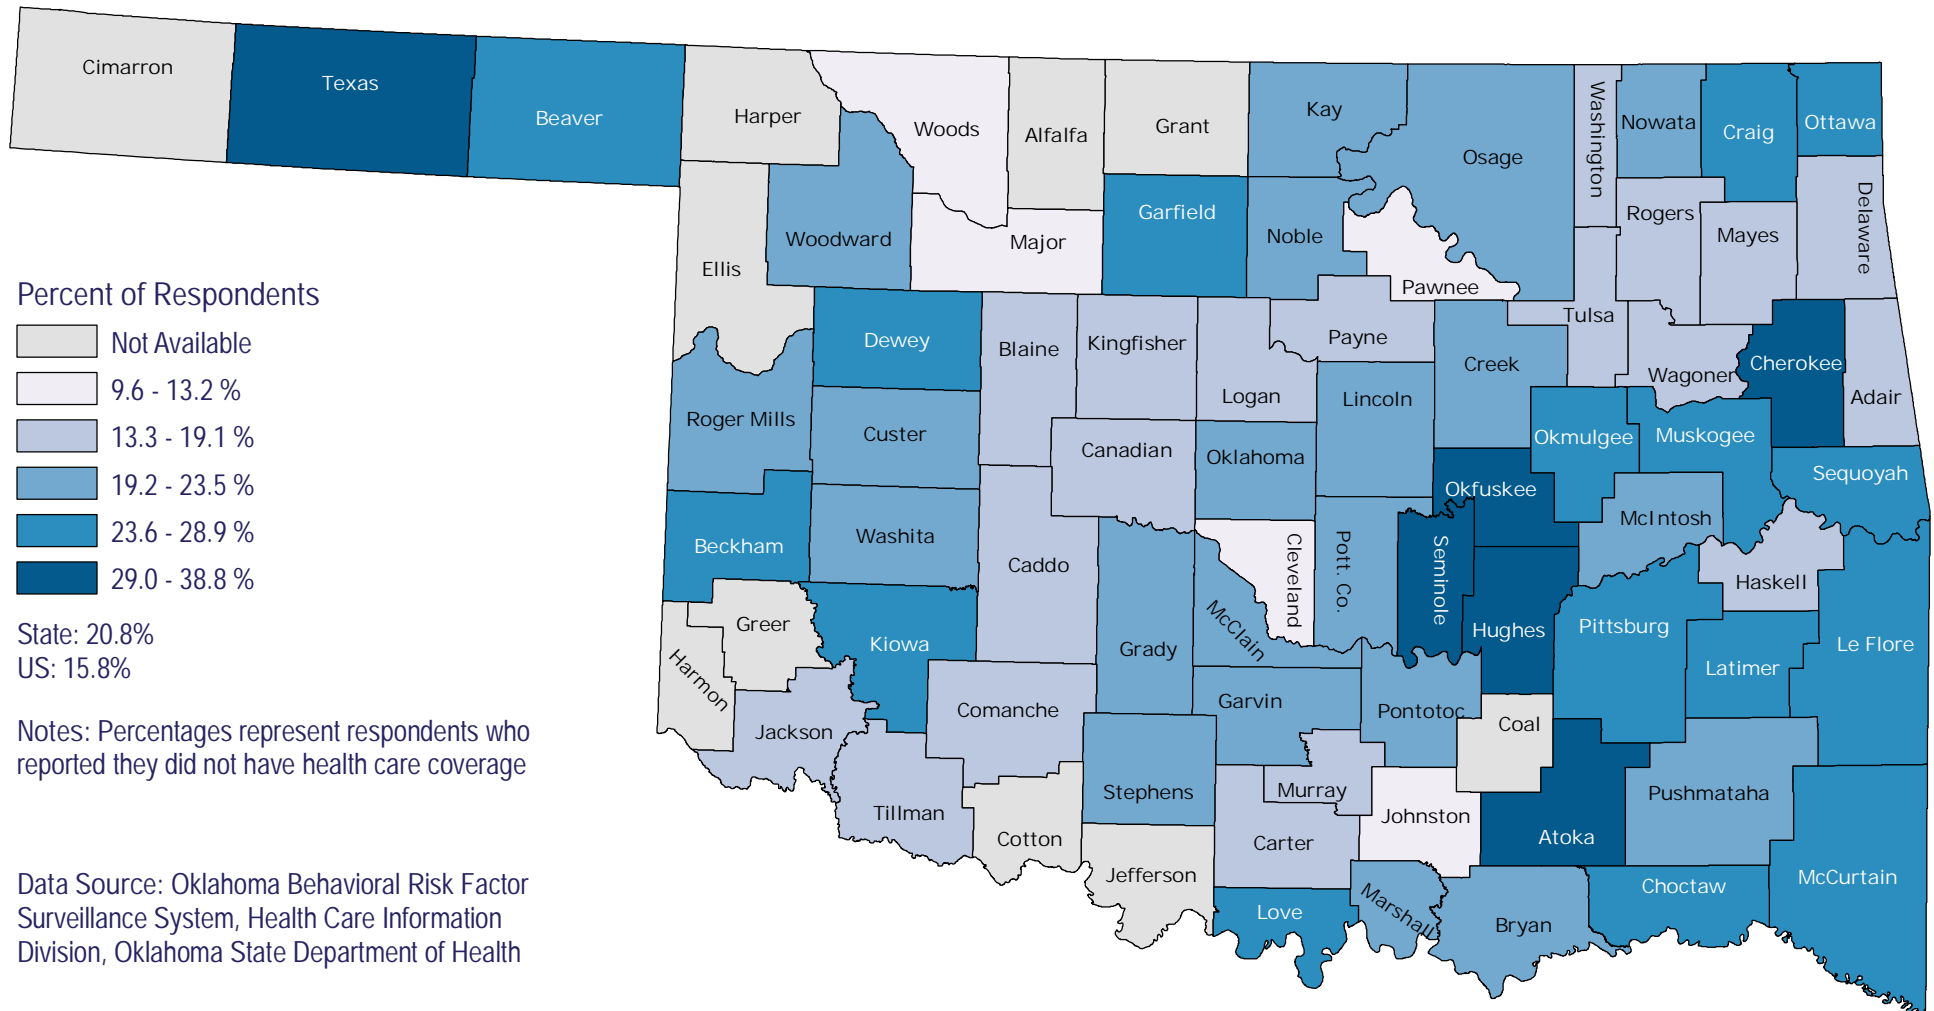 Cimarron
Texas
Beaver
Harper
Woods
Alfalfa
Grant
Kay
Osage
Washington
Nowata
Craig
Ottawa
Woodward
Ellis
Major
Garfield
Noble
Pawnee
Rogers
Mayes
Delaware
Percent of Respondents
Not Available
9.6 - 13.2 %
13.3 - 19.1 %
19.2 - 23.5 %
23.6 - 28.9 %
29.0 - 38.8 %
State: 20.8%
US: 15.8%
Notes: Percentages represent respondents who
reported they did not have health care coverage
Data Source: Oklahoma Behavioral Risk Factor
Surveillance System, Health Care Information
Division, Oklahoma State Department of Health
Dewey
Blaine
Kingfisher
Logan
Payne
Tulsa
Creek
Wagoner
Cherokee
Adair
Roger Mills
Custer
Canadian
Oklahoma
Lincoln
Okmulgee
Muskogee
Sequoyah
Okfuskee
McIntosh
Beckham
Washita
Caddo
Grady
McClain
Cleveland
Pott. Co.
Seminole
Hughes
Pittsburg
Haskell
Latimer
Le Flore
Harmon
Greer
Kiowa
Jackson
Comanche
Tillman
Cotton
Stephens
Jefferson
Garvin
Pontotoc
Coal
Murray
Carter
Johnston
Atoka
Pushmataha
Love
Marshall
Bryan
Choctaw
McCurtain